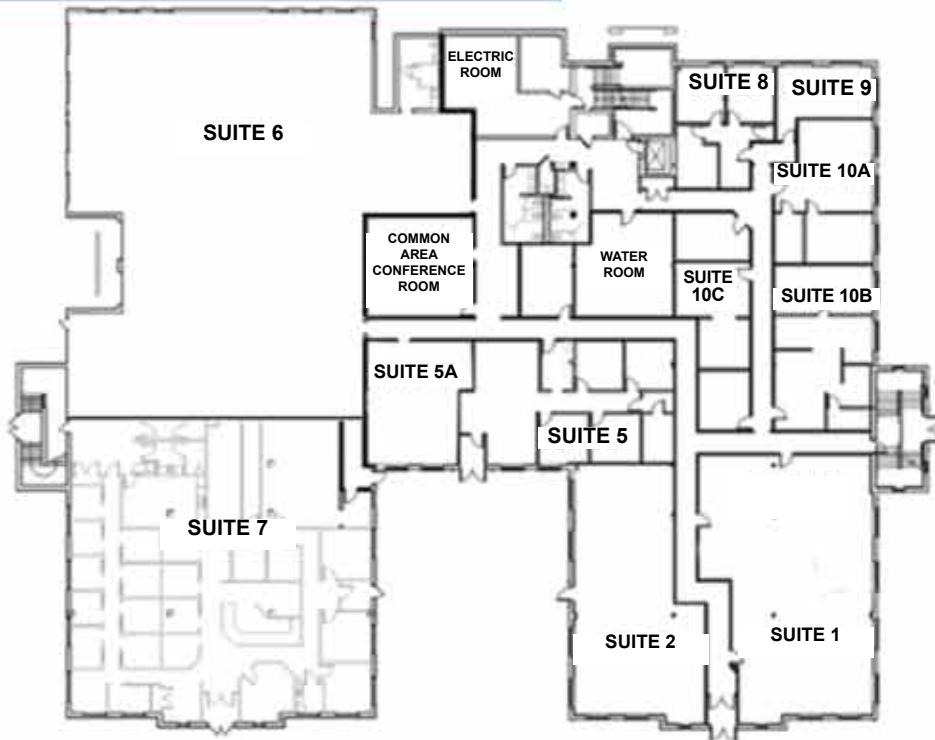 ELECTRIC
ROOM
SUITE 8
SUITE 9
SUITE 6
SUITE 10A
COMMON
AREA
CONFERENCE
ROOM
WATER
ROOM
SUITE
10C
SUITE 10B
SUITE 5A
SUITE 5
SUITE 7
SUITE 2
SUITE 1